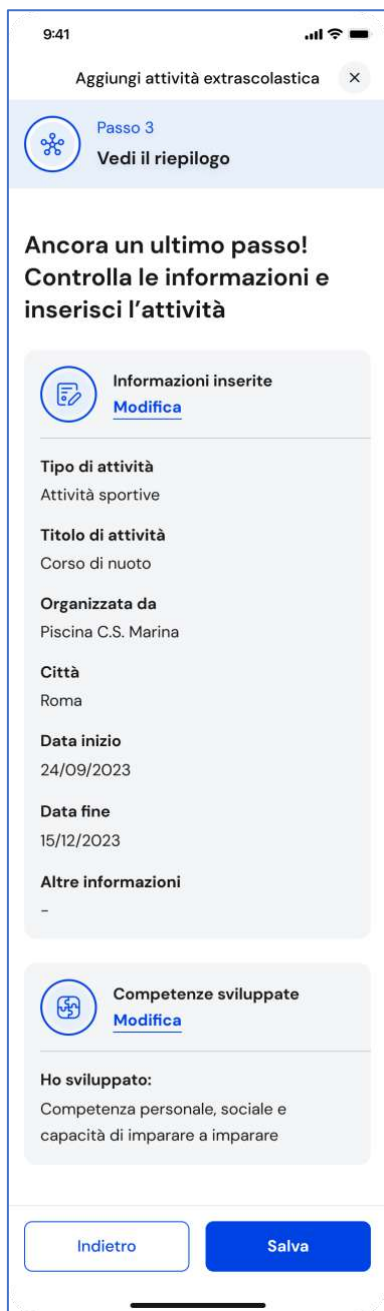 9:41
Aggiungi attività extrascolastica
Passo 3
Vedi il riepilogo
Ancora un ultimo passo!
Controlla le informazioni e
inserisci l’attività
Informazioni inserite
Modifica
Tipo di attività
Attività sportive
Titolo di attività
Corso di nuoto
Organizzata da
Piscina C.S. Marina
Città
Roma
Data inizio
24/09/2023
Data fine
15/12/2023
Altre informazioni
-
Competenze sviluppate
Modifica
Ho sviluppato:
Competenza personale, sociale e
capacità di imparare a imparare
Indietro
Salva